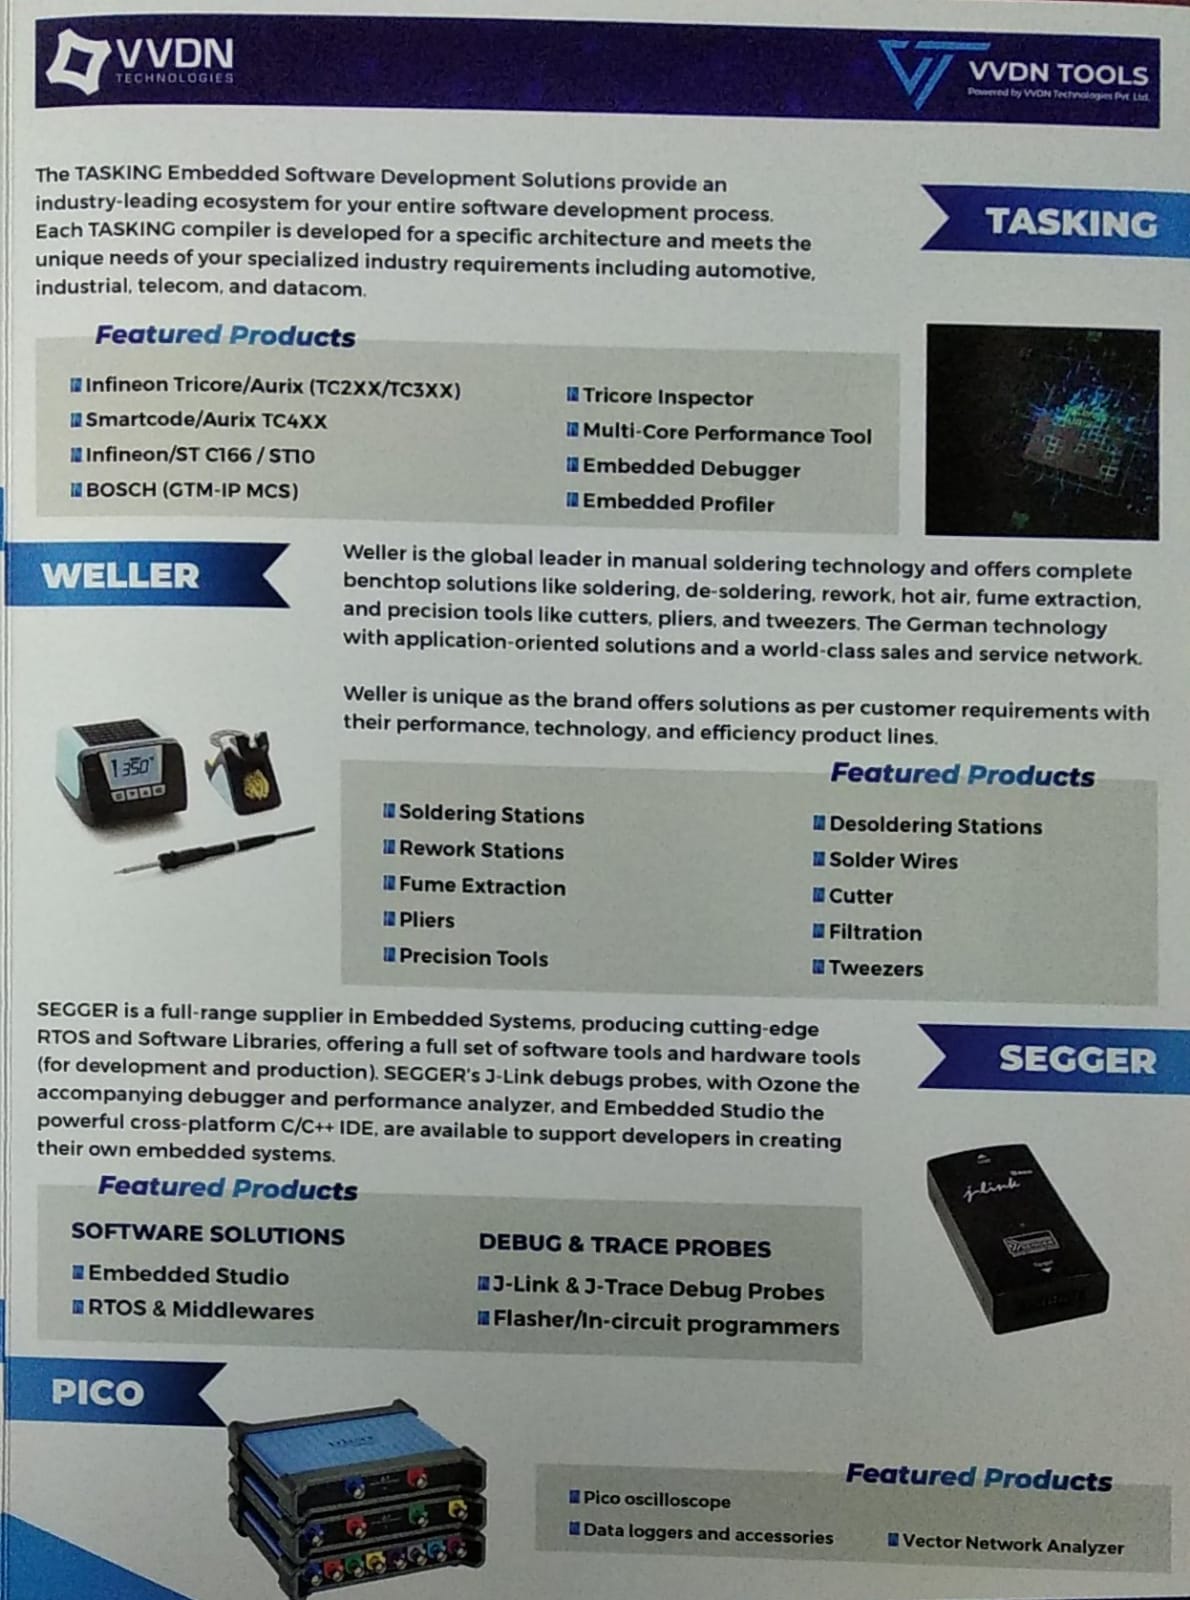 VVDN
TECHNOLOGIES
VVDN TOOLS
Powered by VVDN Technologies Pvt. Ltd.
The TASKING Embedded Software Development Solutions provide an
industry-leading ecosystem for your entire software development process.
Each TASKING compiler is developed for a specific architecture and meets the
unique needs of your specialized industry requirements including automotive,
industrial, telecom, and datacom.
TASKING
Featured Products
Infineon Tricore/Aurix (TC2XX/TC3XX)
Smartcode/Aurix TC4XX
Infineon/ST C166 / ST10
BOSCH (GTM-IP MCS)
Tricore Inspector
Multi-Core Performance Tool
Embedded Debugger
Embedded Profiler
WELLER
Weller is the global leader in manual soldering technology and offers complete
benchtop solutions like soldering, de-soldering, rework, hot air, fume extraction,
and precision tools like cutters, pliers, and tweezers. The German technology
with application-oriented solutions and a world-class sales and service network.
Weller is unique as the brand offers solutions as per customer requirements with
their performance, technology, and efficiency product lines.
350°
Featured Products
Soldering Stations
Rework Stations
Fume Extraction
Pliers
Precision Tools
Desoldering Stations
Solder Wires
Cutter
Filtration
Tweezers
SEGGER is a full-range supplier in Embedded Systems, producing cutting-edge
RTOS and Software Libraries, offering a full set of software tools and hardware tools
(for development and production). SEGGER's J-Link debugs probes, with Ozone the
accompanying debugger and performance analyzer, and Embedded Studio the
powerful cross-platform C/C++ IDE, are available to support developers in creating
their own embedded systems.
SEGGER
j-link
Featured Products
SOFTWARE SOLUTIONS
Embedded Studio
RTOS & Middlewares
DEBUG & TRACE PROBES
J-Link & J-Trace Debug Probes
Flasher/In-circuit programmers
PICO
Featured Products
Pico oscilloscope
Data loggers and accessories
Vector Network Analyzer